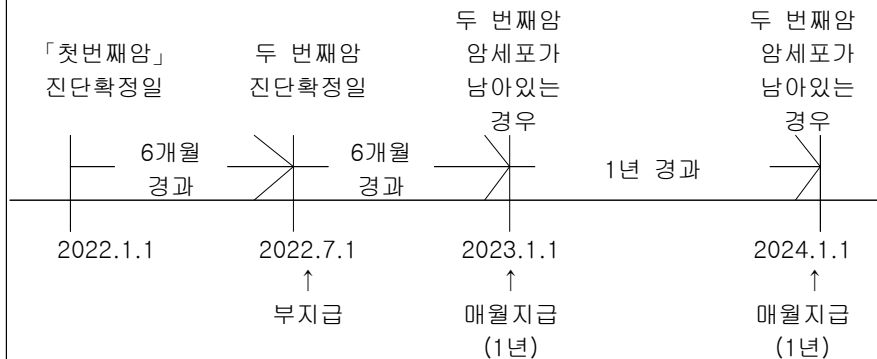 「첫번째암」
진단확정일
두 번째암
진단확정일
두 번째암
암세포가
남아있는
경우
두 번째암
암세포가
남아있는
경우
6개월
경과
6개월
경과
1년 경과
2022.1.1
2022.7.1
2023.1.1
2024.1.1
↑
↑
↑
부지급
매월지급
(1년)
매월지급
(1년)